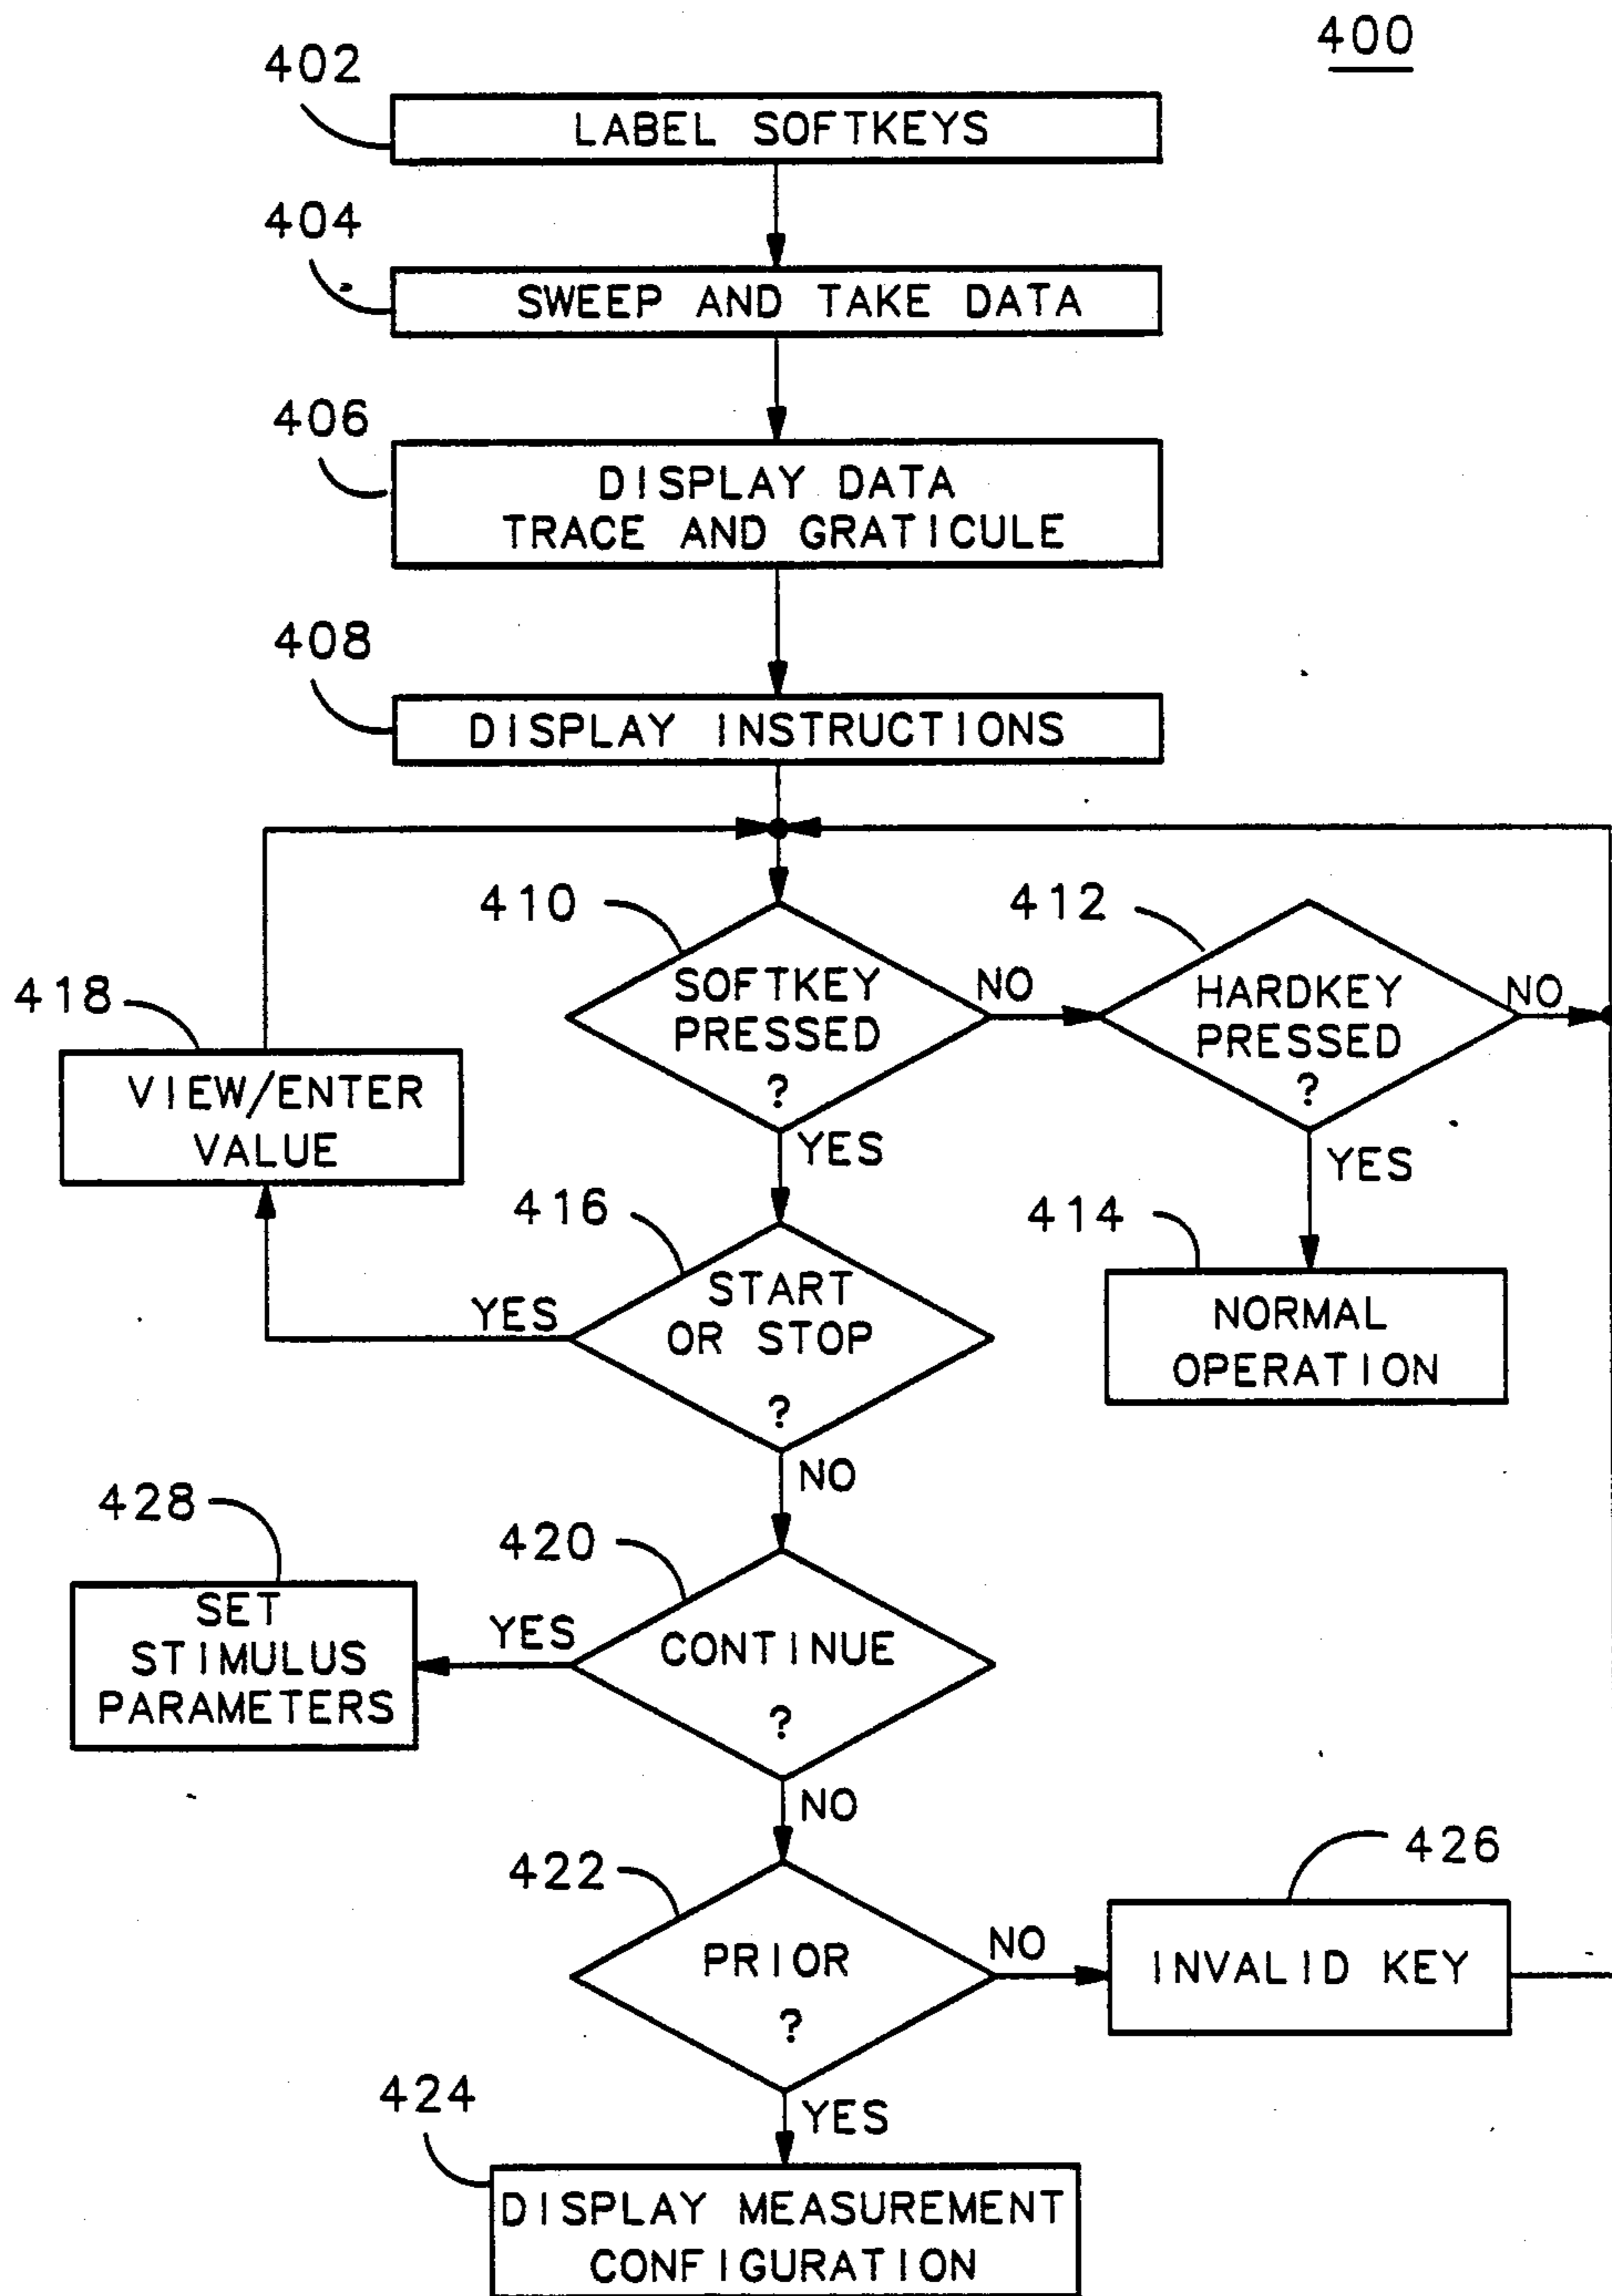 400
402
LABEL SOFTKEYS
404
SWEEP AND TAKE DATA
406
DISPLAY DATA
TRACE AND GRATICULE
408
DISPLAY INSTRUCTIONS
410
SOFTKEY
PRESSED
?
NO
412
HARDKEY
PRESSED
?
NO
418
VIEW/ENTER
VALUE
YES
YES
416
START
OR STOP
?
YES
414
NORMAL
OPERATION
NO
428
SET
STIMULUS
PARAMETERS
420
CONTINUE
?
YES
NO
422
PRIOR
?
NO
426
INVALID KEY
YES
424
DISPLAY MEASUREMENT
CONFIGURATION